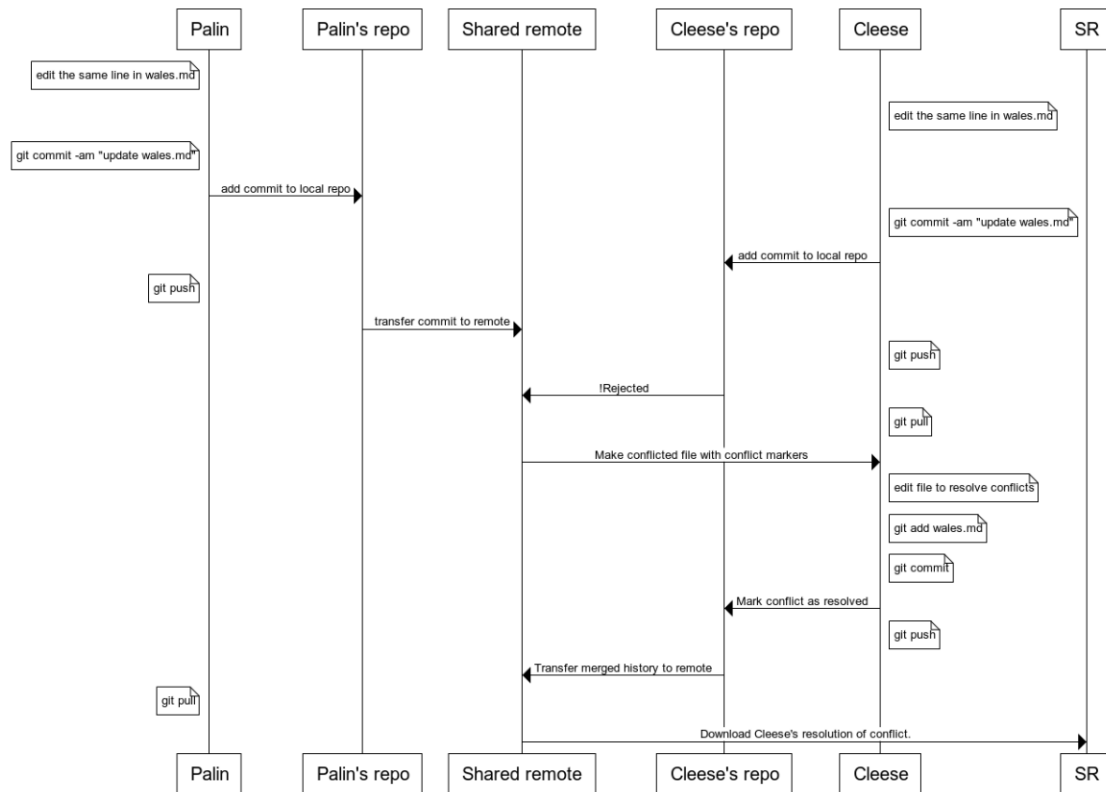 Palin
Palin's repo
Shared remote
Cleese's repo
Cleese
SR
edit the same line in wales.md
edit the same line in wales.md
git commit -am "update wales.md"
add commit to local repo
git commit -am "update wales.md"
add commit to local repo
git push
transfer commit to remote
git push
!Rejected
git pull
Make conflicted file with conflict markers
edit file to resolve conflicts
git add wales.md
git commit
Mark conflict as resolved
git push
Transfer merged history to remote
git pull
Download Cleese's resolution of conflict.
Palin
Palin's repo
Shared remote
Cleese's repo
Cleese
SR